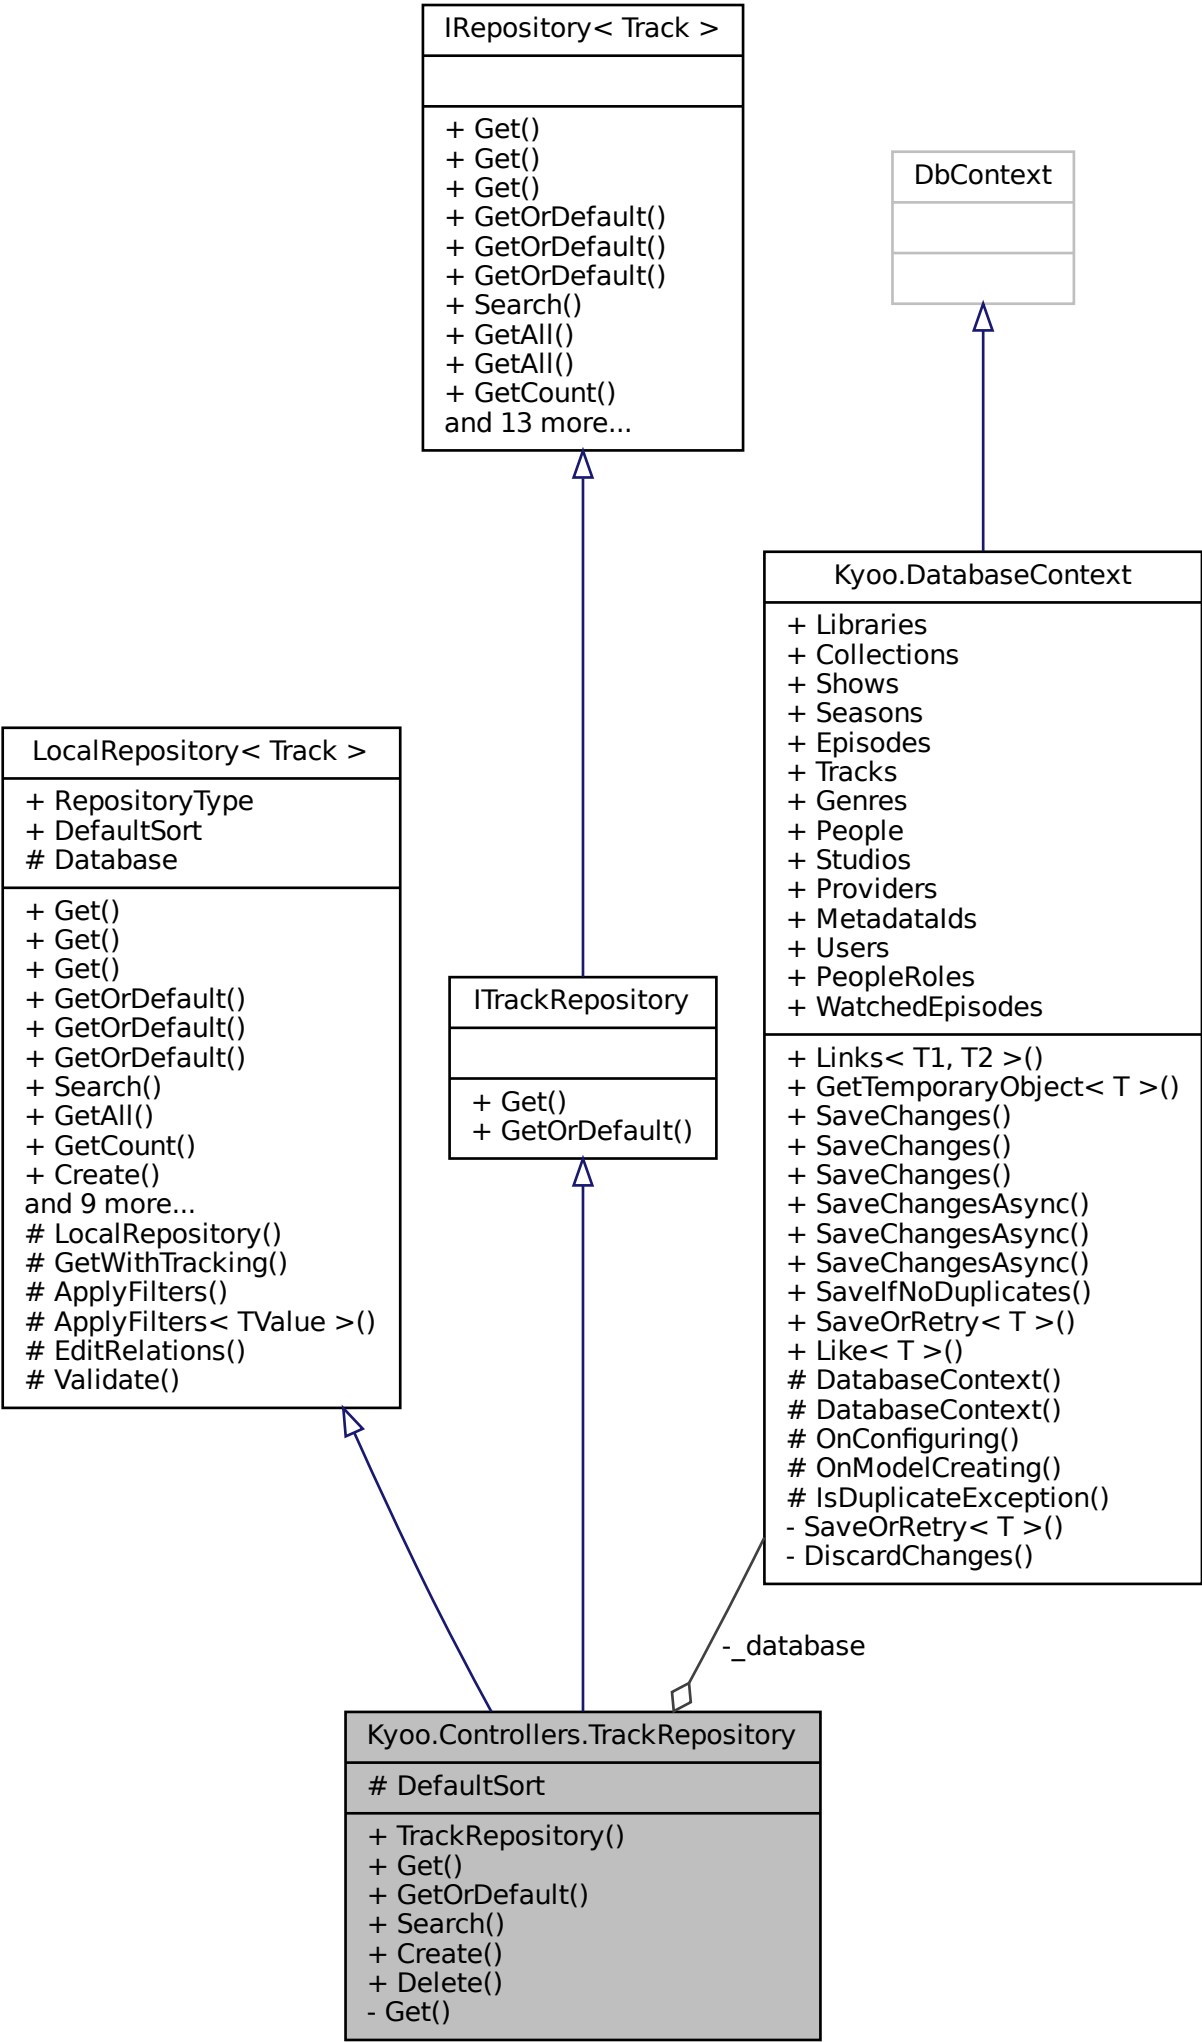 IRepository< Track >
+ Get()
+ Get()
+ Get()
+ GetOrDefault()
+ GetOrDefault()
+ GetOrDefault()
+ Search()
+ GetAll()
+ GetAll()
+ GetCount()
and 13 more...
DbContext
Kyoo.DatabaseContext
+ Libraries
+ Collections
+ Shows
+ Seasons
+ Episodes
+ Tracks
+ Genres
+ People
+ Studios
+ Providers
+ MetadataIds
+ Users
+ PeopleRoles
+ WatchedEpisodes
+ Links< T1, T2 >()
+ GetTemporaryObject< T >()
+ SaveChanges()
+ SaveChanges()
+ SaveChanges()
+ SaveChangesAsync()
+ SaveChangesAsync()
+ SaveChangesAsync()
+ SaveIfNoDuplicates()
+ SaveOrRetry< T >()
+ Like< T >()
# DatabaseContext()
# DatabaseContext()
# OnConfiguring()
# OnModelCreating()
# IsDuplicateException()
- SaveOrRetry< T >()
- DiscardChanges()
LocalRepository< Track >
+ RepositoryType
+ DefaultSort
# Database
+ Get()
+ Get()
+ Get()
+ GetOrDefault()
+ GetOrDefault()
+ GetOrDefault()
+ Search()
+ GetAll()
+ GetCount()
+ Create()
and 9 more...
# LocalRepository()
# GetWithTracking()
# ApplyFilters()
# ApplyFilters< TValue >()
# EditRelations()
# Validate()
ITrackRepository
+ Get()
+ GetOrDefault()
-_database
Kyoo.Controllers.TrackRepository
# DefaultSort
+ TrackRepository()
+ Get()
+ GetOrDefault()
+ Search()
+ Create()
+ Delete()
- Get()